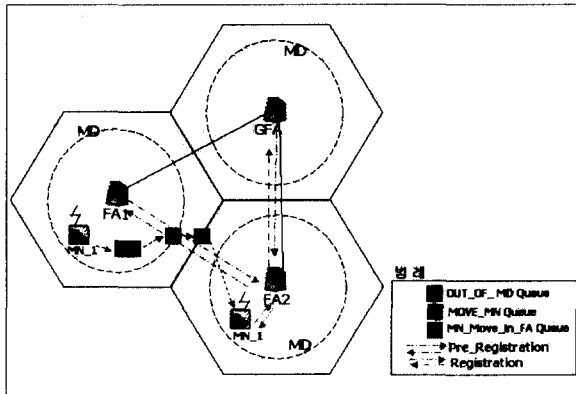 MD
GFA
MD
FA1
MN_1
FA2
MN_1
MD
범 례
OUT_OF_MD Queue
MOVE_MN Queue
MN_Move_In_FA Queue
Pre_Registration
Registration